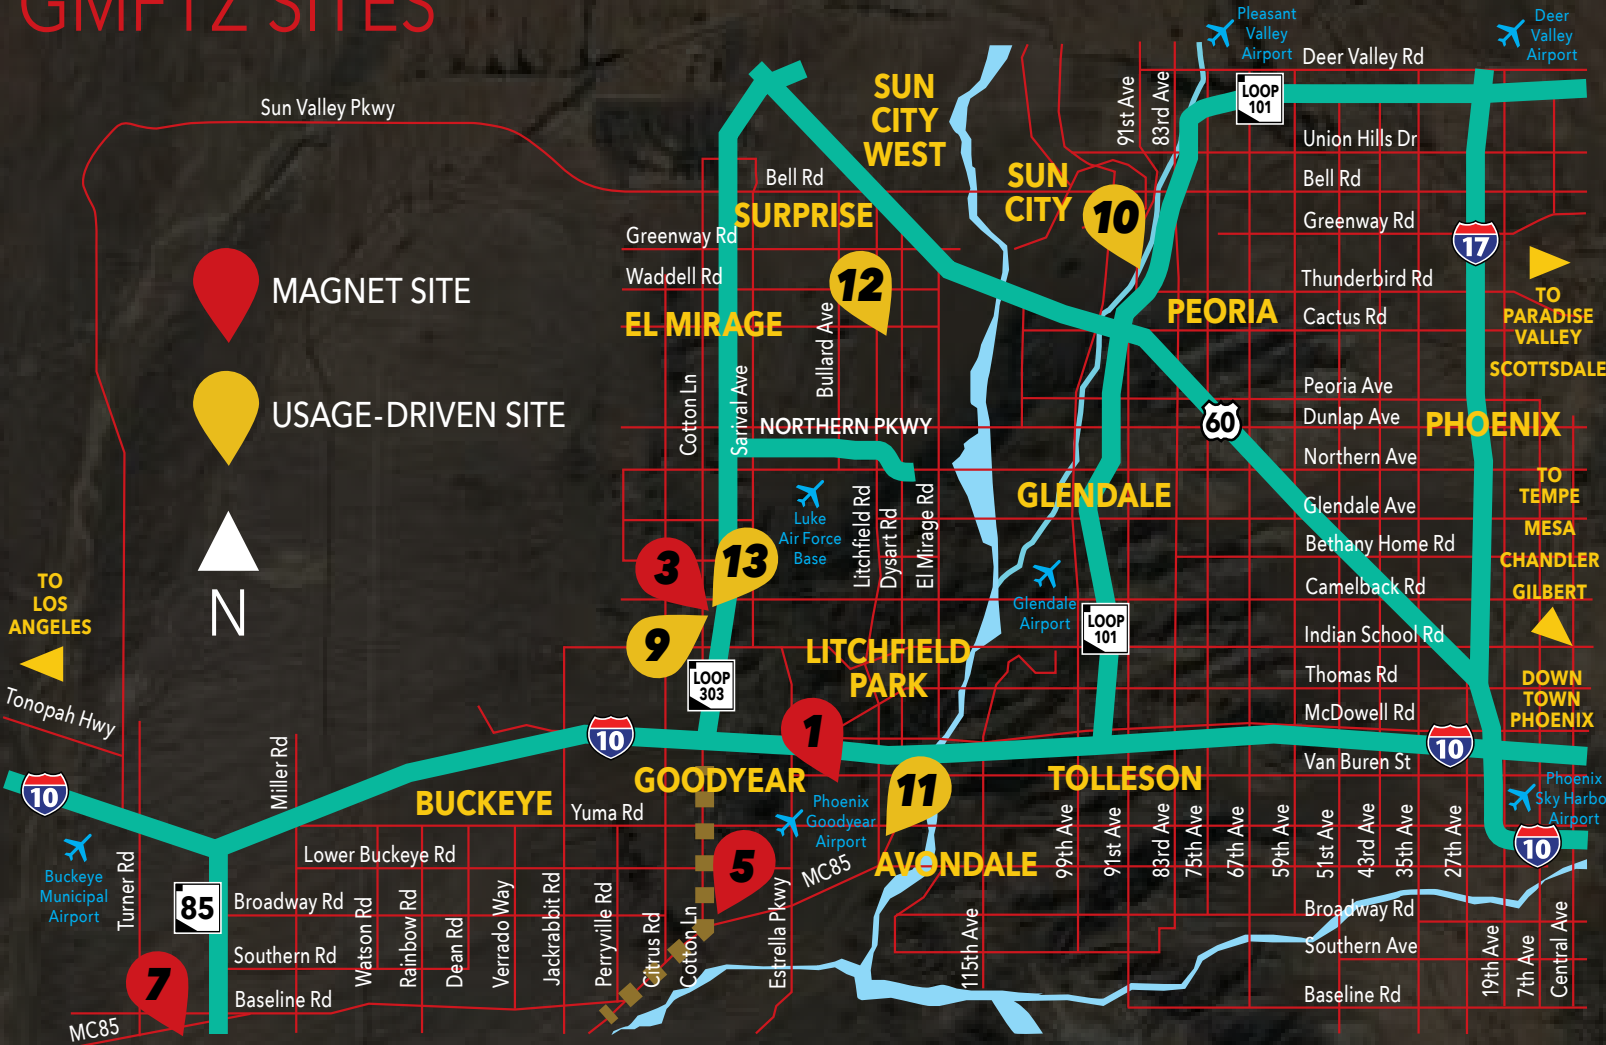 GMFTZ SITES
Pleasant
Valley
Airport
Deer
Valley
Airport
Deer Valley Rd
SUN
CITY
WEST
LOOP
101
91st Ave
83rd Ave
Sun Valley Pkwy
Union Hills Dr
Bell Rd
SUN
CITY
Bell Rd
SURPRISE
10
Greenway Rd
Greenway Rd
17
Waddell Rd
12
Thunderbird Rd
MAGNET SITE
TO
PARADISE
VALLEY
SCOTTSDALE
EL MIRAGE
Bullard Ave
PEORIA
Cactus Rd
Cotton Ln
Sarival Ave
Peoria Ave
USAGE-DRIVEN SITE
NORTHERN PKWY
60
Dunlap Ave
PHOENIX
Northern Ave
TO
TEMPE
MESA
CHANDLER
GILBERT
GLENDALE
Glendale Ave
Luke
Air Force
Base
Litchfield Rd
Dysart Rd
El Mirage Rd
Bethany Home Rd
3
13
Camelback Rd
N
TO
LOS
ANGELES
Glendale
Airport
LOOP
101
9
Indian School Rd
LITCHFIELD
PARK
Thomas Rd
LOOP
303
DOWN
TOWN
PHOENIX
Tonopah Hwy
McDowell Rd
10
1
10
Van Buren St
Miller Rd
10
GOODYEAR
11
TOLLESON
BUCKEYE
Yuma Rd
Phoenix
Goodyear
Airport
Phoenix
Sky Harbo
Airport
99th Ave
91st Ave
83rd Ave
75th Ave
67th Ave
59th Ave
51st Ave
43rd Ave
35th Ave
27th Ave
10
Lower Buckeye Rd
5
MC85
AVONDALE
Buckeye
Municipal
Airport
Turner Rd
85
Broadway Rd
Watson Rd
Rainbow Rd
Dean Rd
Verrado Way
Jackrabbit Rd
Perryville Rd
Citrus Rd
Cotton Ln
Estrella Pkwy
115th Ave
Broadway Rd
Southern Rd
Southern Ave
19th Ave
7th Ave
Central Ave
7
Baseline Rd
Baseline Rd
MC85